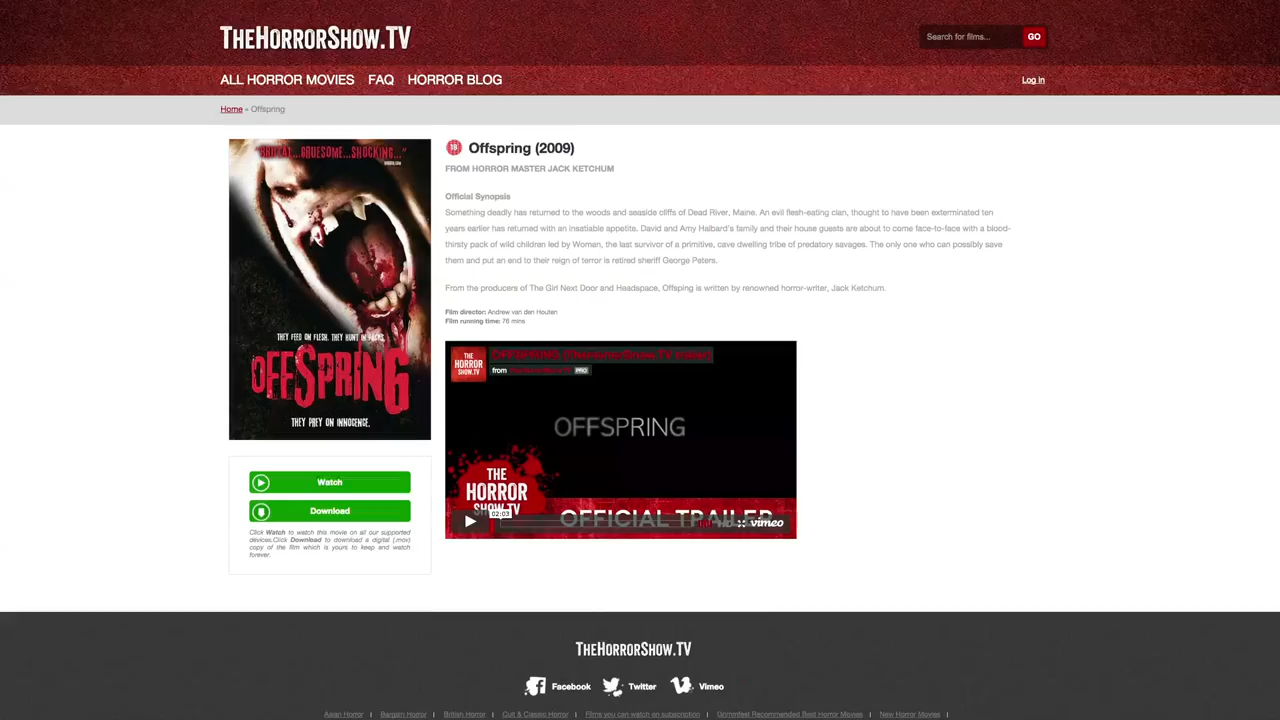 THEHORRORSHOW.TV
Search for films...
GO
ALL HORROR MOVIES
FAQ
HORROR BLOG
Log in
Home » Offspring
"BRUTAL...GRUESOME...SHOCKING..."
THEY FEED ON FLESH. THEY HUNT IN PACKS.
OFFSPRING
THEY PREY ON INNOCENCE.
18
Offspring (2009)
FROM HORROR MASTER JACK KETCHUM
Official Synopsis
Something deadly has returned to the woods and seaside cliffs of Dead River, Maine. An evil flesh-eating clan, thought to have been exterminated ten
years earlier has returned with an insatiable appetite. David and Amy Halbard's family and their house guests are about to come face-to-face with a blood-
thirsty pack of wild children led by Woman, the last survivor of a primitive, cave dwelling tribe of predatory savages. The only one who can possibly save
them and put an end to their reign of terror is retired sheriff George Peters.
From the producers of The Girl Next Door and Headspace, Offsping is written by renowned horror-writer, Jack Ketchum.
Film director: Andrew van den Houten
Film running time: 76 mins
THE
HORROR
SHOW.TV
OFFSPRING (TheHorrorShow.TV trailer)
from TheHorrorShow.TV PRO
OFFSPRING
THE
HORROR
SHOW.TV
OFFICIAL TRAILER
02:03
HD
vimeo
Watch
Download
Click Watch to watch this movie on all our supported
devices.Click Download to download a digital (.mov)
copy of the film which is yours to keep and watch
forever.
THEHORRORSHOW.TV
Facebook
Twitter
Vimeo
Asian Horror | Bargain Horror | British Horror | Cult & Classic Horror | Films you can watch on subscription | Grimmfest Recommended Best Horror Movies | New Horror Movies |